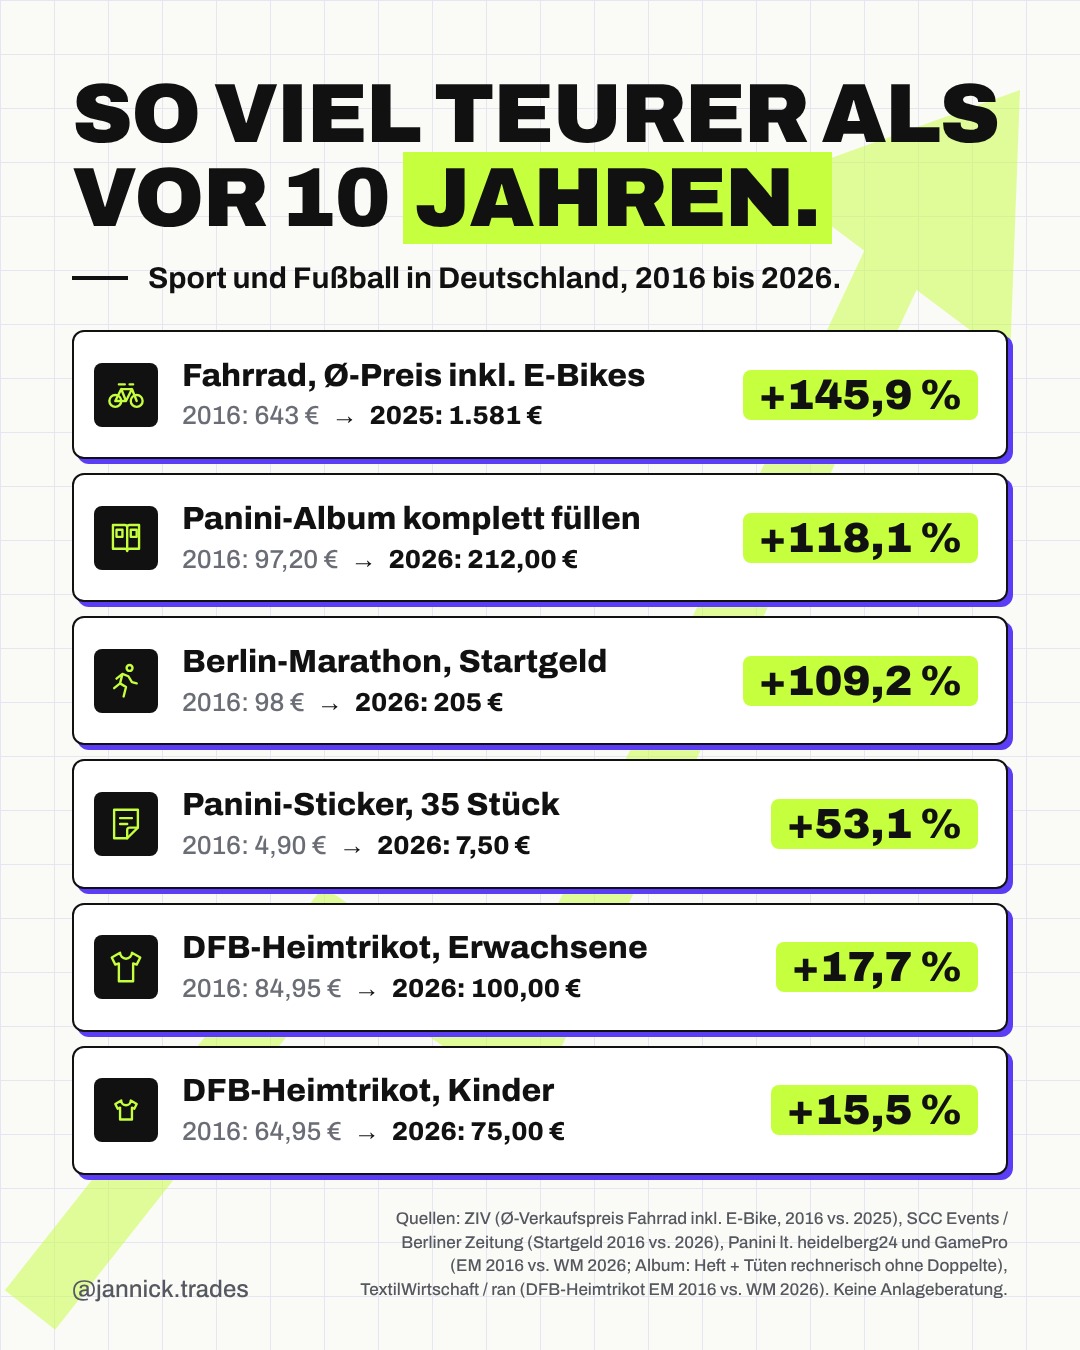 SO VIEL TEURER ALS
VOR 10 JAHREN.
Sport und Fußball in Deutschland, 2016 bis 2026.
Fahrrad, Ø-Preis inkl. E-Bikes
2016: 643 € → 2025: 1.581 €
+145,9 %
Panini-Album komplett füllen
2016: 97,20 € → 2026: 212,00 €
+118,1 %
Berlin-Marathon, Startgeld
2016: 98 € → 2026: 205 €
+109,2 %
Panini-Sticker, 35 Stück
2016: 4,90 € → 2026: 7,50 €
+53,1 %
DFB-Heimtrikot, Erwachsene
2016: 84,95 € → 2026: 100,00 €
+17,7 %
DFB-Heimtrikot, Kinder
2016: 64,95 € → 2026: 75,00 €
+15,5 %
Quellen: ZIV (Ø-Verkaufspreis Fahrrad inkl. E-Bike, 2016 vs. 2025), SCC Events /
Berliner Zeitung (Startgeld 2016 vs. 2026), Panini lt. heidelberg24 und GamePro
(EM 2016 vs. WM 2026; Album: Heft + Tüten rechnerisch ohne Doppelte),
TextilWirtschaft / ran (DFB-Heimtrikot EM 2016 vs. WM 2026). Keine Anlageberatung.
@jannick.trades